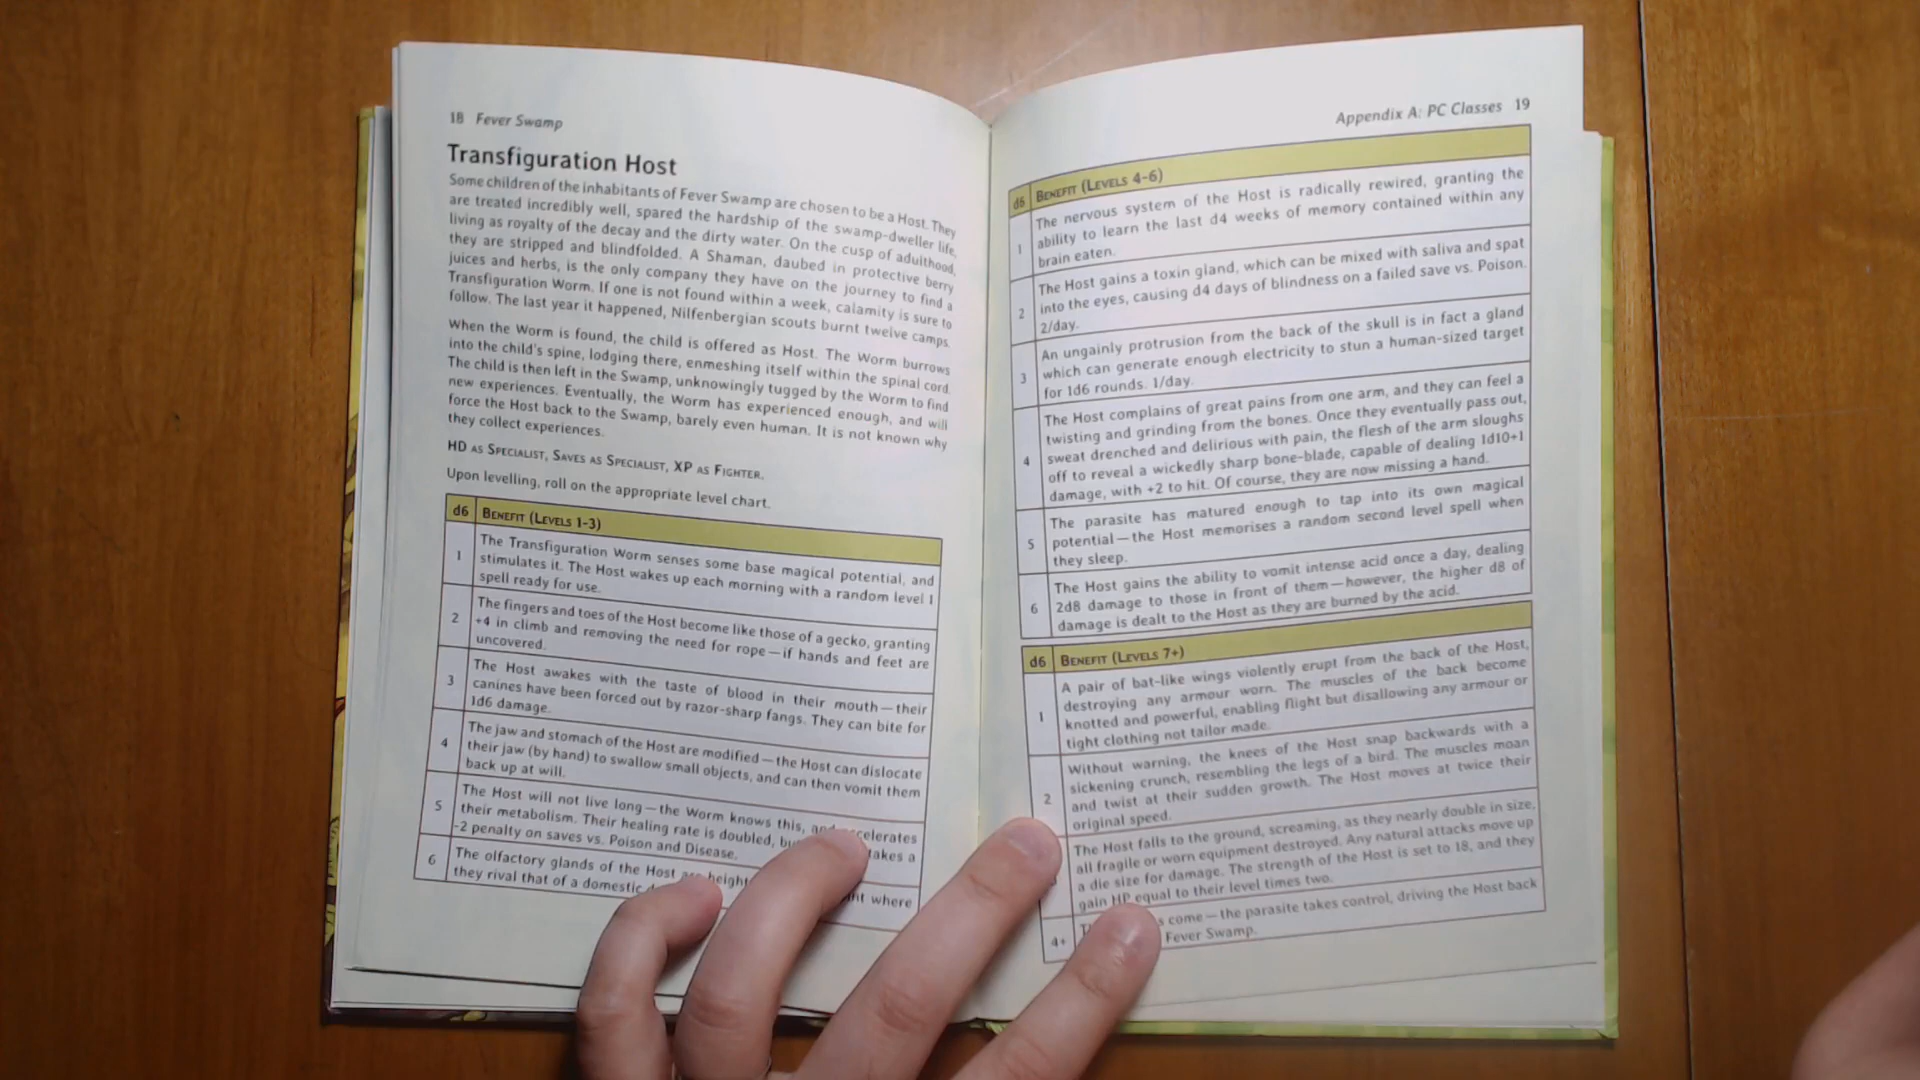 18 Fever Swamp
Transfiguration Host
Some children of the inhabitants of Fever Swamp are chosen to be a Host. They
are treated incredibly well, spared the hardship of the swamp-dweller life,
living as royalty of the decay and the dirty water. On the cusp of adulthood,
they are stripped and blindfolded. A Shaman, daubed in protective berry
juices and herbs, is the only company they have on the journey to find a
Transfiguration Worm. If one is not found within a week, calamity is sure to
follow. The last year it happened, Nilfenbergian scouts burnt twelve camps.
When the Worm is found, the child is offered as Host. The Worm burrows
into the child's spine, lodging there, enmeshing itself within the spinal cord.
The child is then left in the Swamp, unknowingly tugged by the Worm to find
new experiences. Eventually, the Worm has experienced enough, and will
force the Host back to the Swamp, barely even human. It is not known why
they collect experiences.
HD as Specialist, Saves as Specialist, XP as Fighter.
Upon levelling, roll on the appropriate level chart.
d6 Benefit (Levels 1-3)
1 The Transfiguration Worm senses some base magical potential, and
stimulates it. The Host wakes up each morning with a random level 1
spell ready for use.
2 The fingers and toes of the Host become like those of a gecko, granting
+4 in climb and removing the need for rope—if hands and feet are
uncovered.
3 The Host awakes with the taste of blood in their mouth—their
canines have been forced out by razor-sharp fangs. They can bite for
1d6 damage.
4 The jaw and stomach of the Host are modified—the Host can dislocate
their jaw (by hand) to swallow small objects, and can then vomit them
back up at will.
5 The Host will not live long—the Worm knows this, and accelerates
their metabolism. Their healing rate is doubled, takes a
-2 penalty on saves vs. Poison and Disease.
6 The olfactory glands of the Host where
they rival that of a domestic
Appendix A: PC Classes 19
d6 Benefit (Levels 4-6)
1 The nervous system of the Host is radically rewired, granting the
ability to learn the last d4 weeks of memory contained within any
brain eaten.
2 The Host gains a toxin gland, which can be mixed with saliva and spat
into the eyes, causing d4 days of blindness on a failed save vs. Poison.
2/day.
3 An ungainly protrusion from the back of the skull is in fact a gland
which can generate enough electricity to stun a human-sized target
for 1d6 rounds. 1/day.
4 The Host complains of great pains from one arm, and they can feel a
twisting and grinding from the bones. Once they eventually pass out,
sweat drenched and delirious with pain, the flesh of the arm sloughs
off to reveal a wickedly sharp bone-blade, capable of dealing 1d10+1
damage, with +2 to hit. Of course, they are now missing a hand.
5 The parasite has matured enough to tap into its own magical
potential—the Host memorises a random second level spell when
they sleep.
6 The Host gains the ability to vomit intense acid once a day, dealing
2d8 damage to those in front of them—however, the higher d8 of
damage is dealt to the Host as they are burned by the acid.
d6 Benefit (Levels 7+)
1 A pair of bat-like wings violently erupt from the back of the Host,
destroying any armour worn. The muscles of the back become
knotted and powerful, enabling flight but disallowing any armour or
tight clothing not tailor made.
2 Without warning, the knees of the Host snap backwards with a
sickening crunch, resembling the legs of a bird. The muscles moan
and twist at their sudden growth. The Host moves at twice their
original speed.
The Host falls to the ground, screaming, as they nearly double in size,
all fragile or worn equipment destroyed. Any natural attacks move up
a die size for damage. The strength of the Host is set to 18, and they
gain HP equal to their level times two.
4+ come—the parasite takes control, driving the Host back
Fever Swamp.